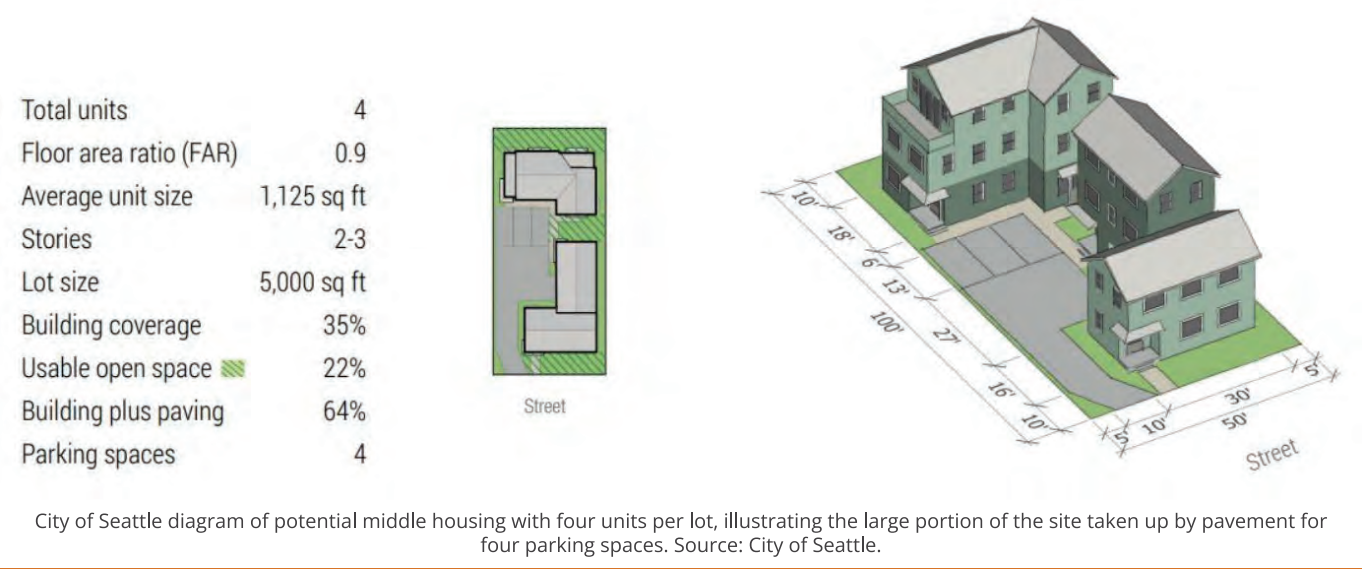 Total units 4
Floor area ratio (FAR) 0.9
Average unit size 1,125 sq ft
Stories 2-3
Lot size 5,000 sq ft
Building coverage 35%
Usable open space 22%
Building plus paving 64%
Parking spaces 4
Street
10'
18'
6'
13'
100'
27'
16'
10'
5'
10'
30'
5'
50'
Street
City of Seattle diagram of potential middle housing with four units per lot, illustrating the large portion of the site taken up by pavement for
four parking spaces. Source: City of Seattle.